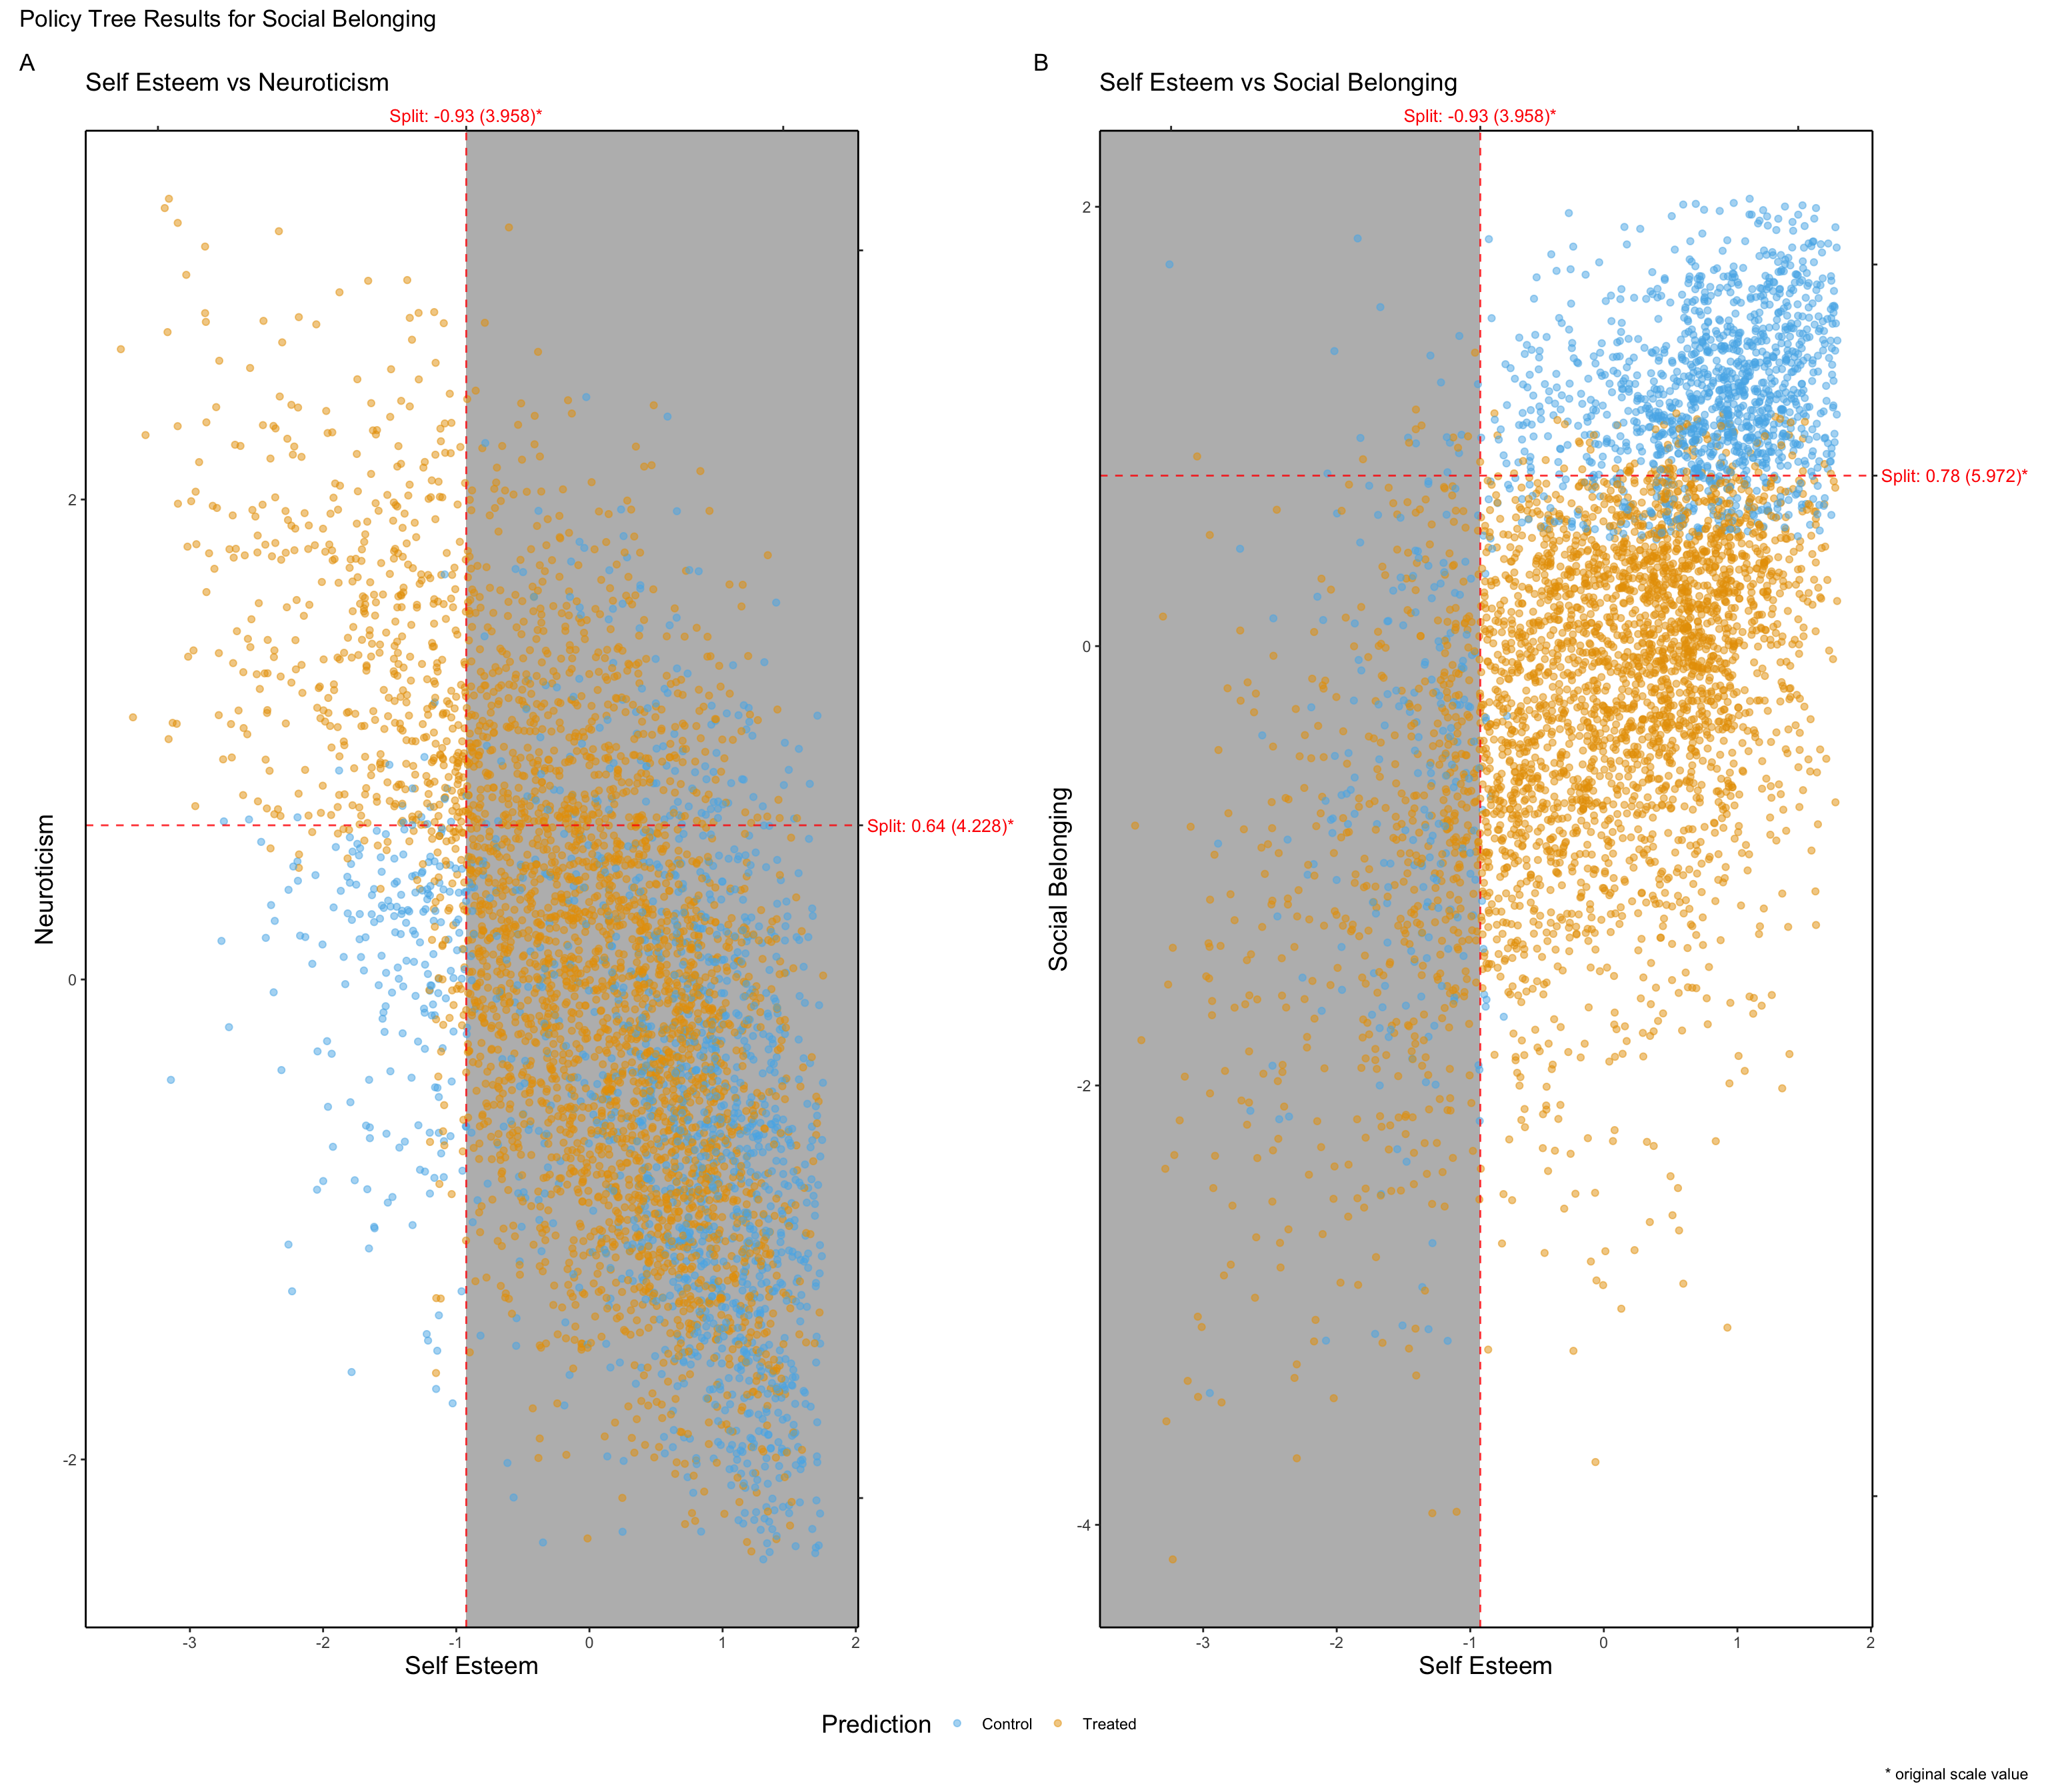 Policy Tree Results for Social Belonging
A
Self Esteem vs Neuroticism
Split: -0.93 (3.958)*
2
0
-2
Neuroticism
Split: 0.64 (4.228)*
-3 -2 -1 0 1 2
Self Esteem
B
Self Esteem vs Social Belonging
Split: -0.93 (3.958)*
2
0
-2
-4
Social Belonging
Split: 0.78 (5.972)*
-3 -2 -1 0 1 2
Self Esteem
Prediction Control Treated
* original scale value